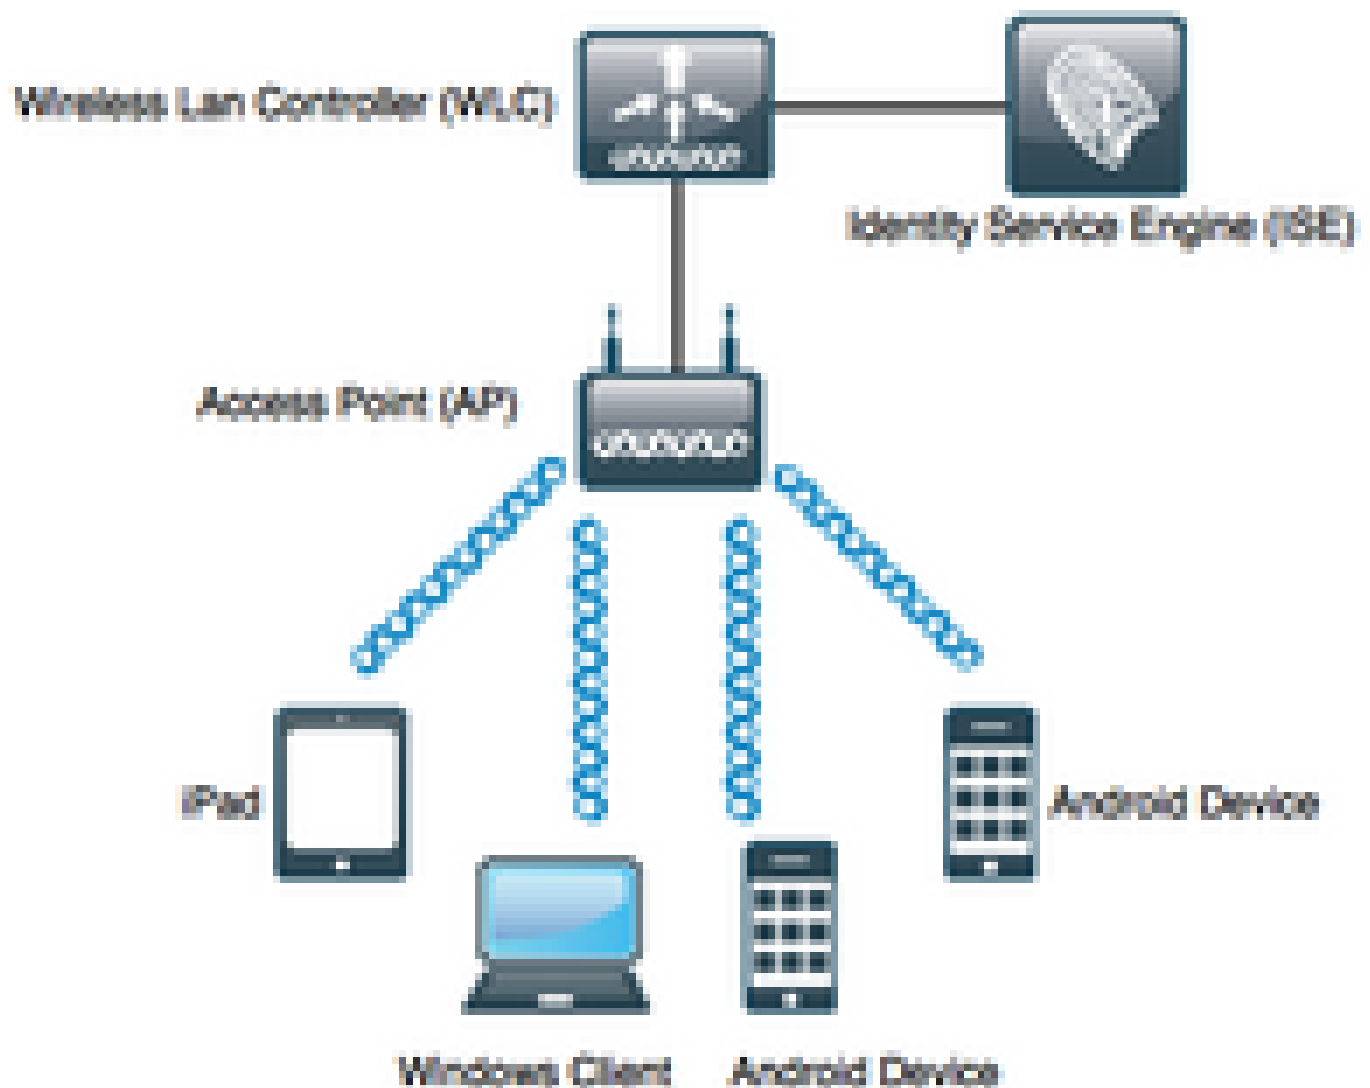 Wireless Lan Controller (WLC)
Identity Service Engine (ISE)
Access Point (AP)
iPad
Android Device
Windows Client
Android Device